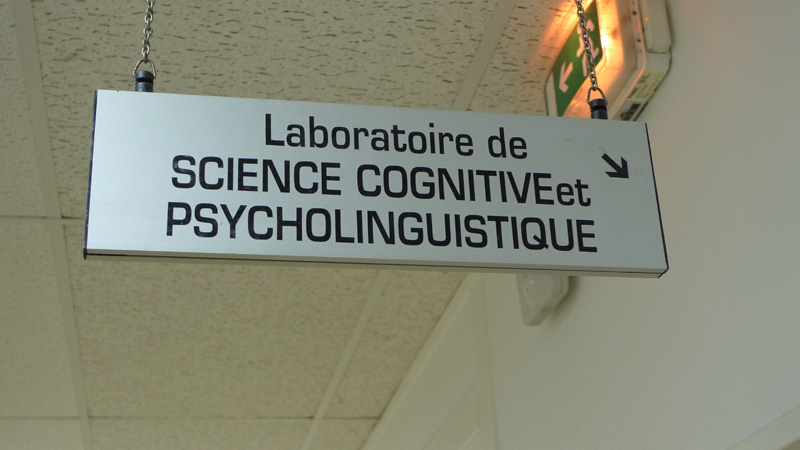 Laboratoire de
SCIENCE COGNITIVEet
PSYCHOLINGUISTIQUE